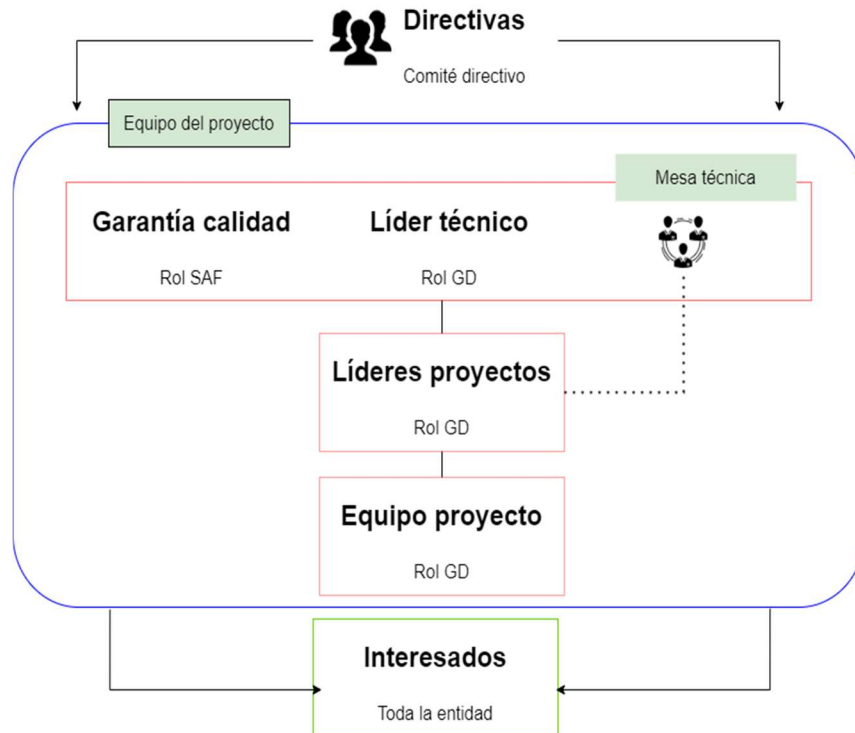 Directivas
Comité directivo
Equipo del proyecto
Mesa técnica
Garantía calidad
Líder técnico
Rol SAF
Rol GD
Líderes proyectos
Rol GD
Equipo proyecto
Rol GD
Interesados
Toda la entidad